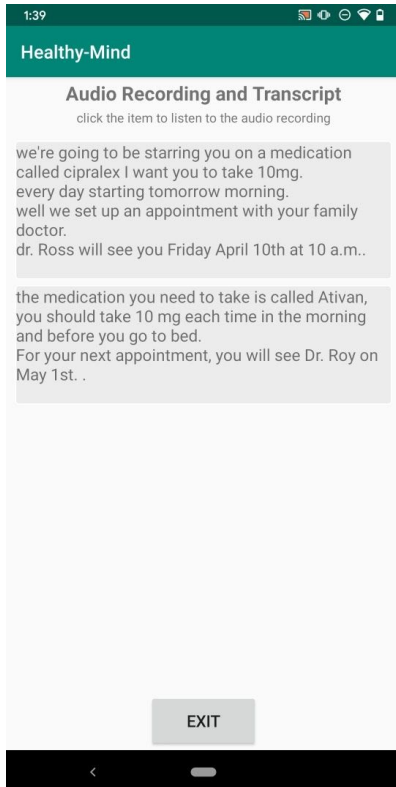 1:39
Healthy-Mind
Audio Recording and Transcript
click the item to listen to the audio recording
we're going to be starring you on a medication
called cipralex I want you to take 10mg.
every day starting tomorrow morning.
well we set up an appointment with your family
doctor.
dr. Ross will see you Friday April 10th at 10 a.m..
the medication you need to take is called Ativan,
you should take 10 mg each time in the morning
and before you go to bed.
For your next appointment, you will see Dr. Roy on
May 1st. .
EXIT